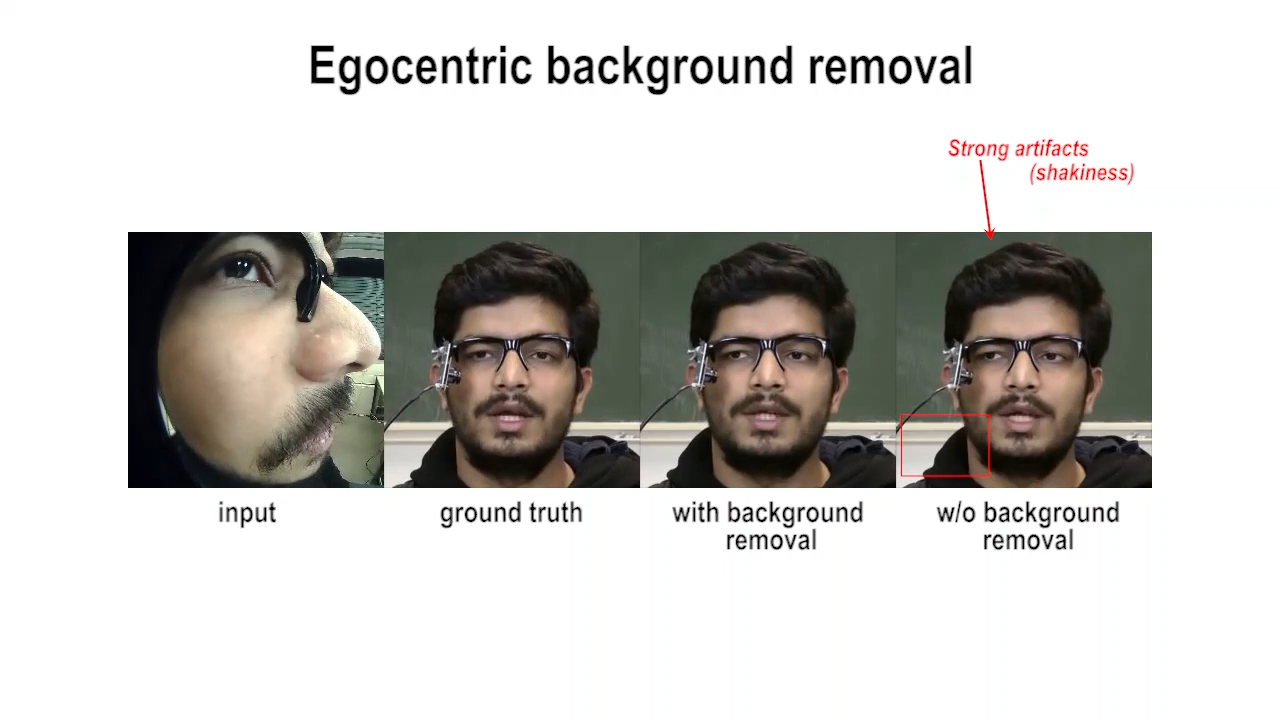 Egocentric background removal
Strong artifacts
(shakiness)
input
ground truth
with background
removal
w/o background
removal